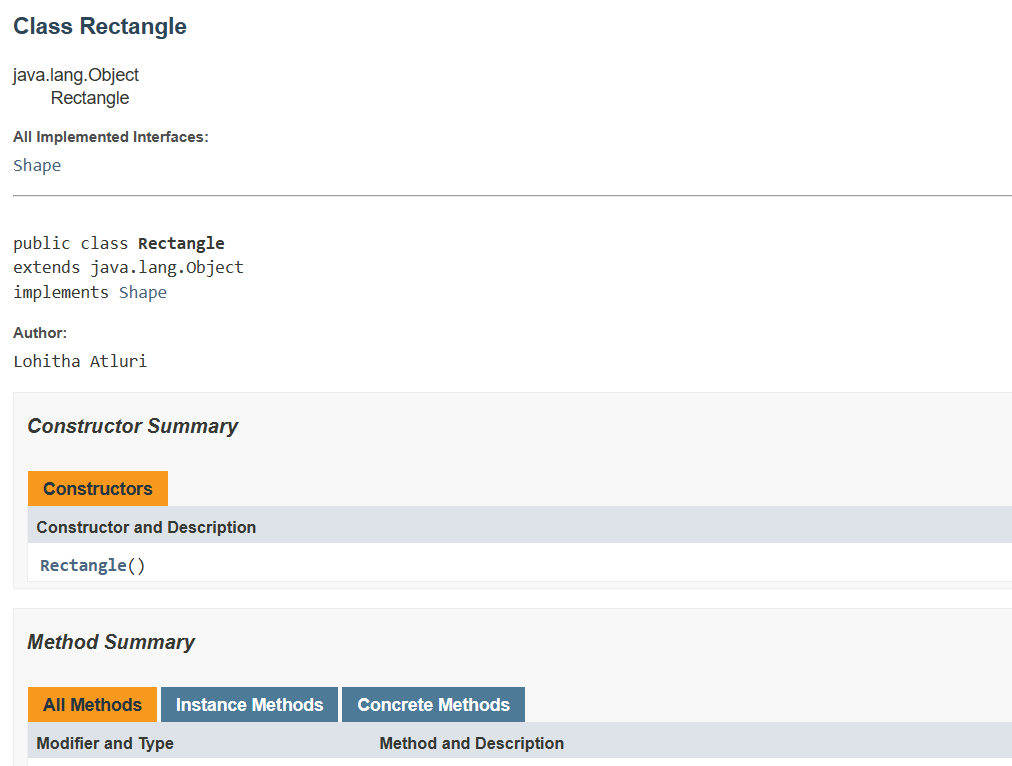 Class Rectangle
java.lang.Object
Rectangle
All Implemented Interfaces:
Shape
public class Rectangle
extends java.lang.Object
implements Shape
Author:
Lohitha Atluri
Constructor Summary
Constructors
Constructor and Description
Rectangle()
Method Summary
All Methods Instance Methods Concrete Methods
Modifier and Type Method and Description